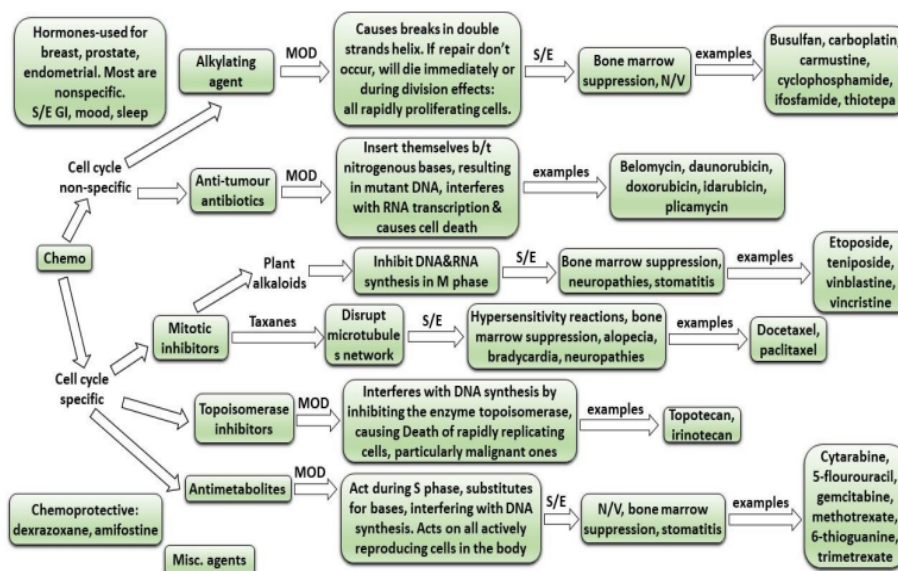 Hormones-used for
breast, prostate,
endometrial. Most are
nonspecific.
S/E GI, mood, sleep
Alkylating
agent
MOD
Causes breaks in double
strands helix. If repair don't
occur, will die immediately or
during division effects:
all rapidly proliferating cells.
S/E
Bone marrow
suppression, N/V
examples
Busulfan, carboplatin,
carmustine,
cyclophosphamide,
ifosfamide, thiotepa
Cell cycle
non-specific
Anti-tumour
antibiotics
MOD
Insert themselves b/t
nitrogenous bases, resulting
in mutant DNA, interferes
with RNA transcription &
causes cell death
examples
Belomycin, daunorubicin,
doxorubicin, idarubicin,
plicamycin
Chemo
Plant
alkaloids
Inhibit DNA&RNA
synthesis in M phase
S/E
Bone marrow suppression,
neuropathies, stomatitis
examples
Etoposide,
teniposide,
vinblastine,
vincristine
Mitotic
inhibitors
Taxanes
Disrupt
microtubule
s network
S/E
Hypersensitivity reactions, bone
marrow suppression, alopecia,
bradycardia, neuropathies
examples
Docetaxel,
paclitaxel
Cell cycle
specific
Topoisomerase
inhibitors
MOD
Interferes with DNA synthesis by
inhibiting the enzyme topoisomerase,
causing Death of rapidly replicating
cells, particularly malignant ones
examples
Topotecan,
irinotecan
Antimetabolites
MOD
Act during S phase, substitutes
for bases, interfering with DNA
synthesis. Acts on all actively
reproducing cells in the body
S/E
N/V, bone marrow
suppression, stomatitis
examples
Cytarabine,
5-flourouracil,
gemcitabine,
methotrexate,
6-thioguanine,
trimetrexate
Chemoprotective:
dexrazoxane, amifostine
Misc. agents